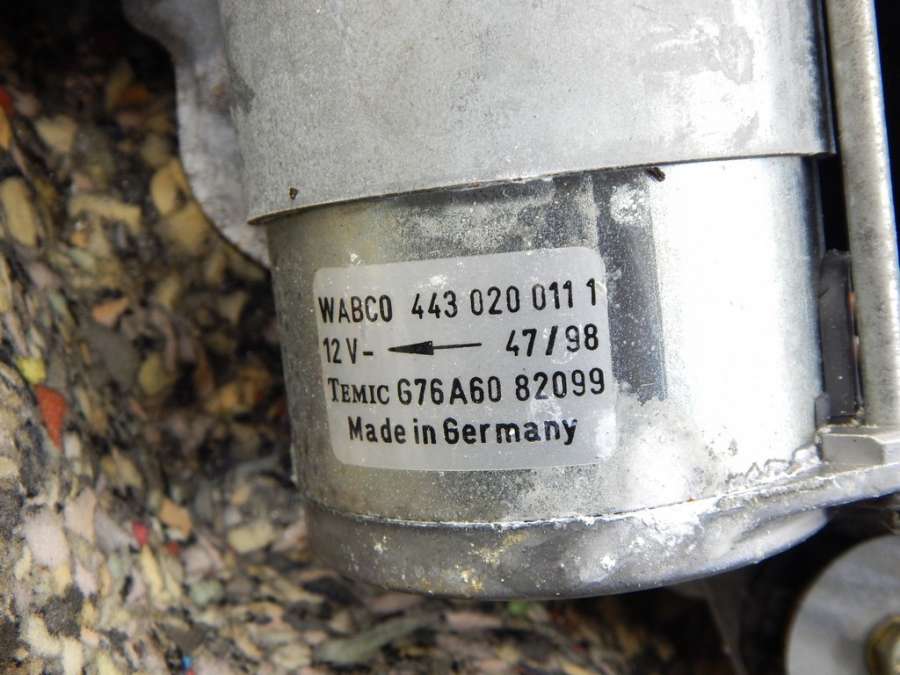 WABCO 443 020 011 1
12 V- 47/98
TEMIC G76A60 82099
Made in Germany